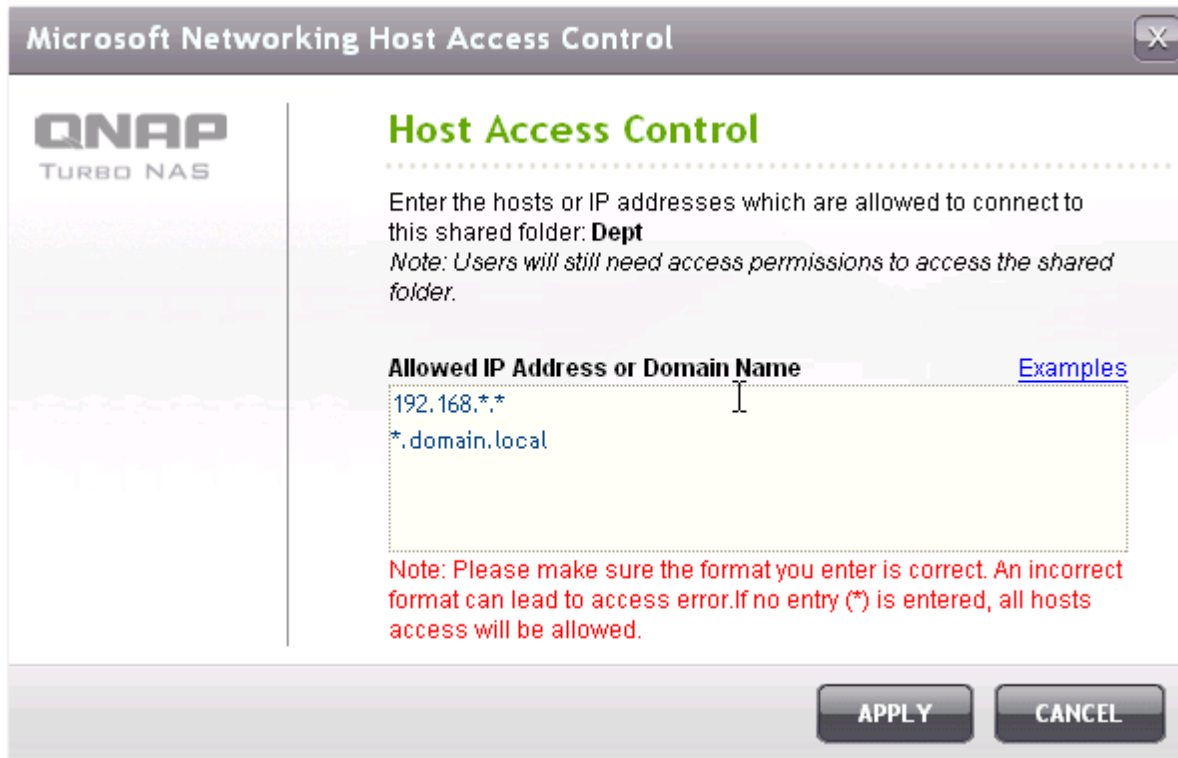 Microsoft Networking Host Access Control
X
QNAP
TURBO NAS
Host Access Control
Enter the hosts or IP addresses which are allowed to connect to
this shared folder: Dept
Note: Users will still need access permissions to access the shared
folder.
Allowed IP Address or Domain Name Examples
192.168.*.*
*.domain.local
Note: Please make sure the format you enter is correct. An incorrect
format can lead to access error.If no entry (*) is entered, all hosts
access will be allowed.
APPLY CANCEL